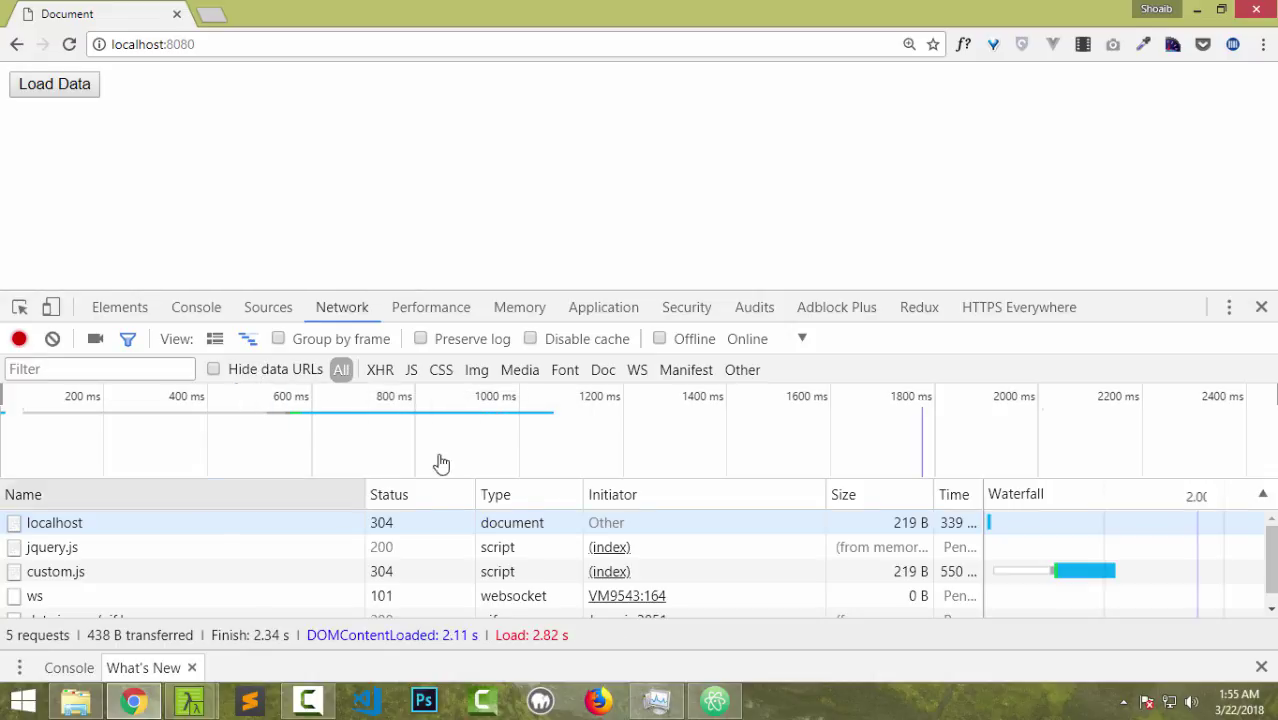 Document
Shoaib
localhost:8080
f?
Load Data
Elements Console Sources Network Performance Memory Application Security Audits Adblock Plus Redux HTTPS Everywhere
View: Group by frame Preserve log Disable cache Offline Online
Filter Hide data URLs All XHR JS CSS Img Media Font Doc WS Manifest Other
200 ms 400 ms 600 ms 800 ms 1000 ms 1200 ms 1400 ms 1600 ms 1800 ms 2000 ms 2200 ms 2400 ms
Name Status Type Initiator Size Time Waterfall 2.00
localhost 304 document Other 219 B 339 ...
jquery.js 200 script (index) (from memor... Pen...
custom.js 304 script (index) 219 B 550 ...
ws 101 websocket VM9543:164 0 B Pen...
5 requests | 438 B transferred | Finish: 2.34 s | DOMContentLoaded: 2.11 s | Load: 2.82 s
Console What's New
Ps
1:55 AM
3/22/2018